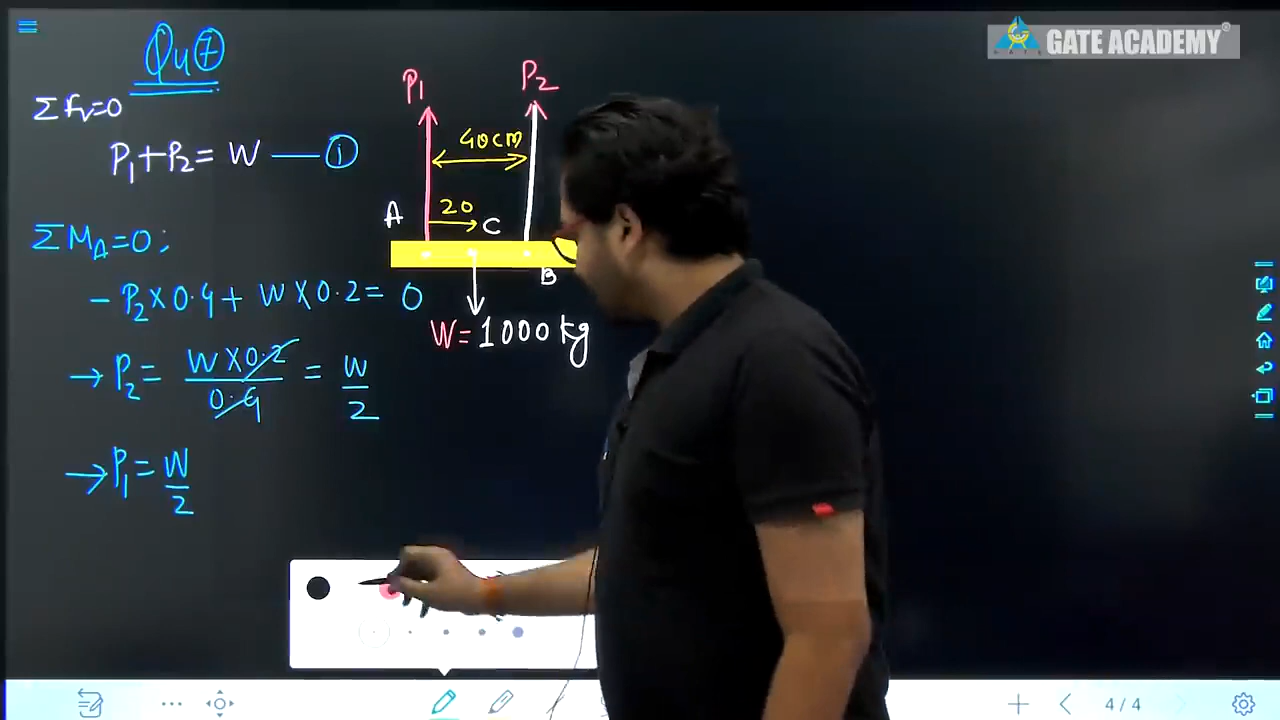 Qu 7
GATE ACADEMY
ΣFv=0
P1+P2= W —— 1
ΣMA=0;
- P2×0.4+ W×0.2= 0
→ P2= W×0.2 / 0.4 = W/2
→ P1= W/2
P1
P2
40cm
20
A
C
B
W= 1000 kg
4 / 4